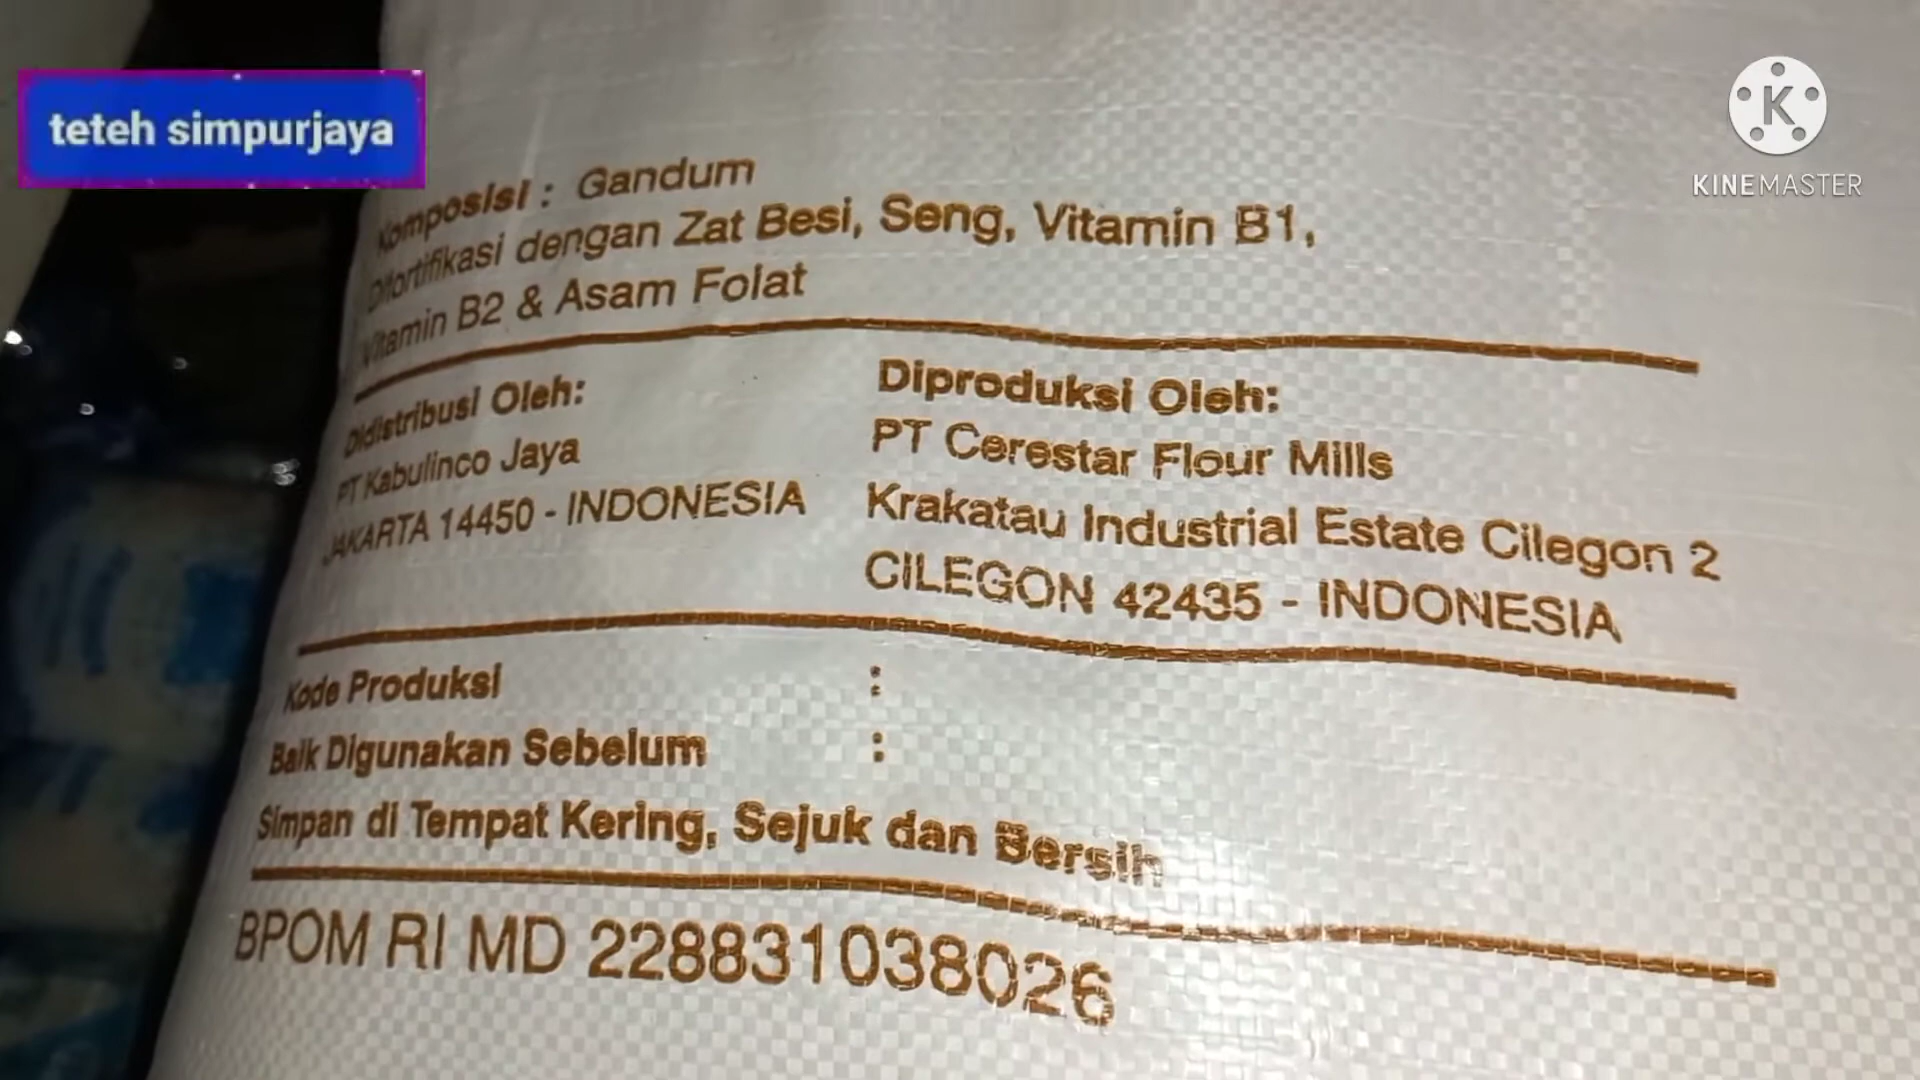 teteh simpurjaya
KINEMASTER
Komposisi : Gandum
Difortifikasi dengan Zat Besi, Seng, Vitamin B1,
Vitamin B2 & Asam Folat
Didistribusi Oleh:
PT Kabulinco Jaya
JAKARTA 14450 - INDONESIA
Diproduksi Oleh:
PT Cerestar Flour Mills
Krakatau Industrial Estate Cilegon 2
CILEGON 42435 - INDONESIA
Kode Produksi :
Baik Digunakan Sebelum :
Simpan di Tempat Kering, Sejuk dan Bersih
BPOM RI MD 228831038026